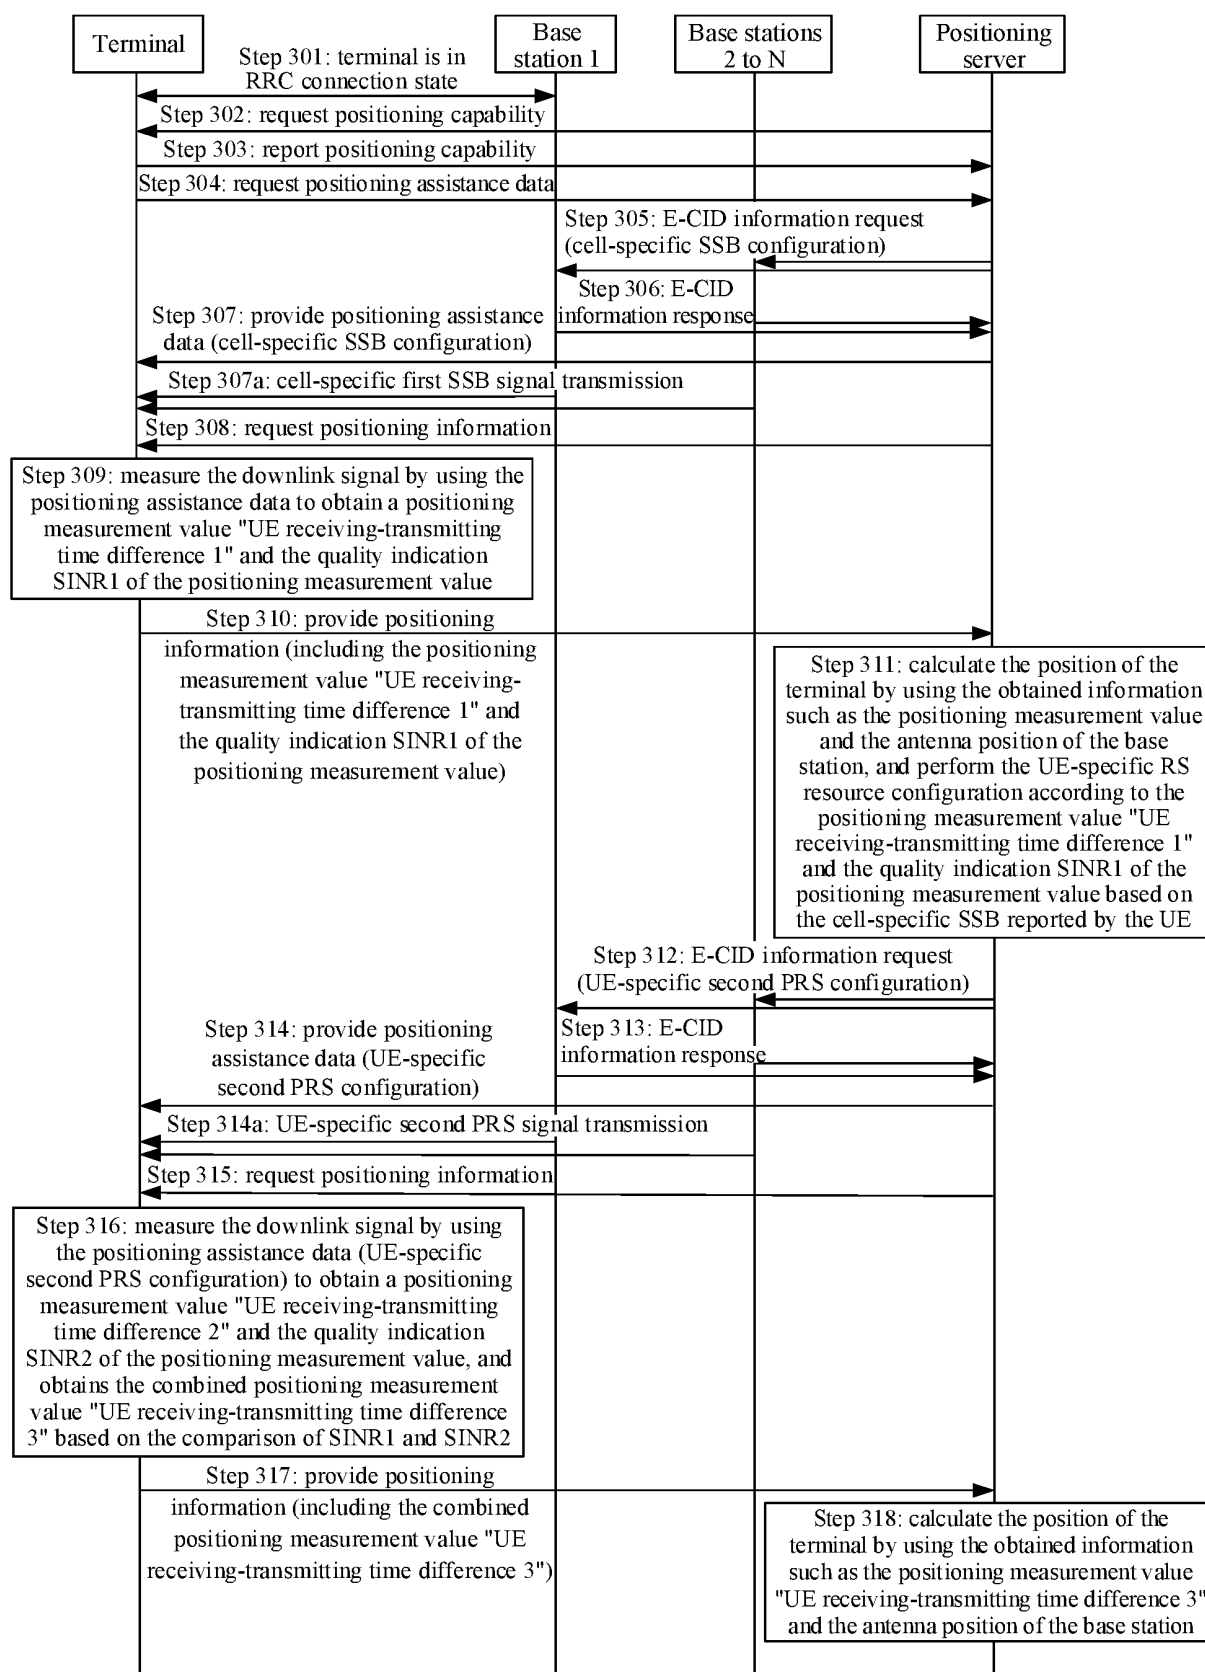 Terminal
Base
station 1
Base stations
2 to N
Positioning
server
Step 301: terminal is in
RRC connection state
Step 302: request positioning capability
Step 303: report positioning capability
Step 304: request positioning assistance data
Step 305: E-CID information request
(cell-specific SSB configuration)
Step 306: E-CID
information response
Step 307: provide positioning assistance
data (cell-specific SSB configuration)
Step 307a: cell-specific first SSB signal transmission
Step 308: request positioning information
Step 309: measure the downlink signal by using the
positioning assistance data to obtain a positioning
measurement value "UE receiving-transmitting
time difference 1" and the quality indication
SINR1 of the positioning measurement value
Step 310: provide positioning
information (including the positioning
measurement value "UE receiving-
transmitting time difference 1" and
the quality indication SINR1 of the
positioning measurement value)
Step 311: calculate the position of the
terminal by using the obtained information
such as the positioning measurement value
and the antenna position of the base
station, and perform the UE-specific RS
resource configuration according to the
positioning measurement value "UE
receiving-transmitting time difference 1"
and the quality indication SINR1 of the
positioning measurement value based on
the cell-specific SSB reported by the UE
Step 312: E-CID information request
(UE-specific second PRS configuration)
Step 313: E-CID
information response
Step 314: provide positioning
assistance data (UE-specific
second PRS configuration)
Step 314a: UE-specific second PRS signal transmission
Step 315: request positioning information
Step 316: measure the downlink signal by using
the positioning assistance data (UE-specific
second PRS configuration) to obtain a positioning
measurement value "UE receiving-transmitting
time difference 2" and the quality indication
SINR2 of the positioning measurement value, and
obtains the combined positioning measurement
value "UE receiving-transmitting time difference
3" based on the comparison of SINR1 and SINR2
Step 317: provide positioning
information (including the combined
positioning measurement value "UE
receiving-transmitting time difference 3")
Step 318: calculate the position of the
terminal by using the obtained information
such as the positioning measurement value
"UE receiving-transmitting time difference 3"
and the antenna position of the base station